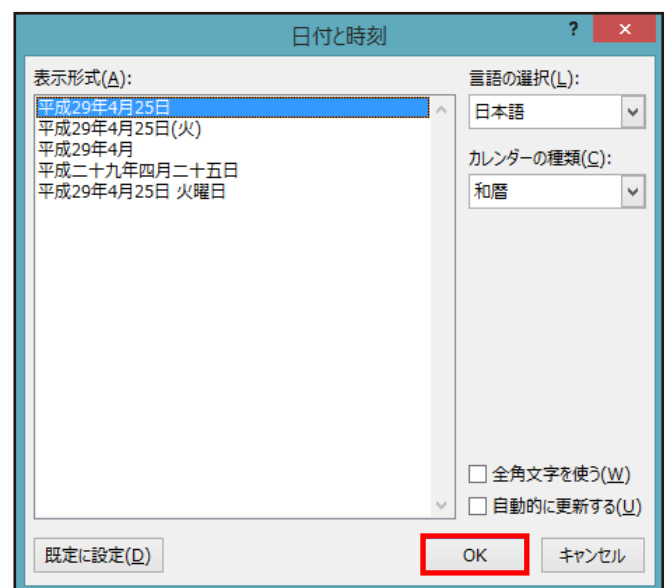 日付と時刻
?
×
表示形式(A):
平成29年4月25日
平成29年4月25日(火)
平成29年4月
平成二十九年四月二十五日
平成29年4月25日 火曜日
言語の選択(L):
日本語
カレンダーの種類(C):
和暦
全角文字を使う(W)
自動的に更新する(U)
既定に設定(D)
OK
キャンセル